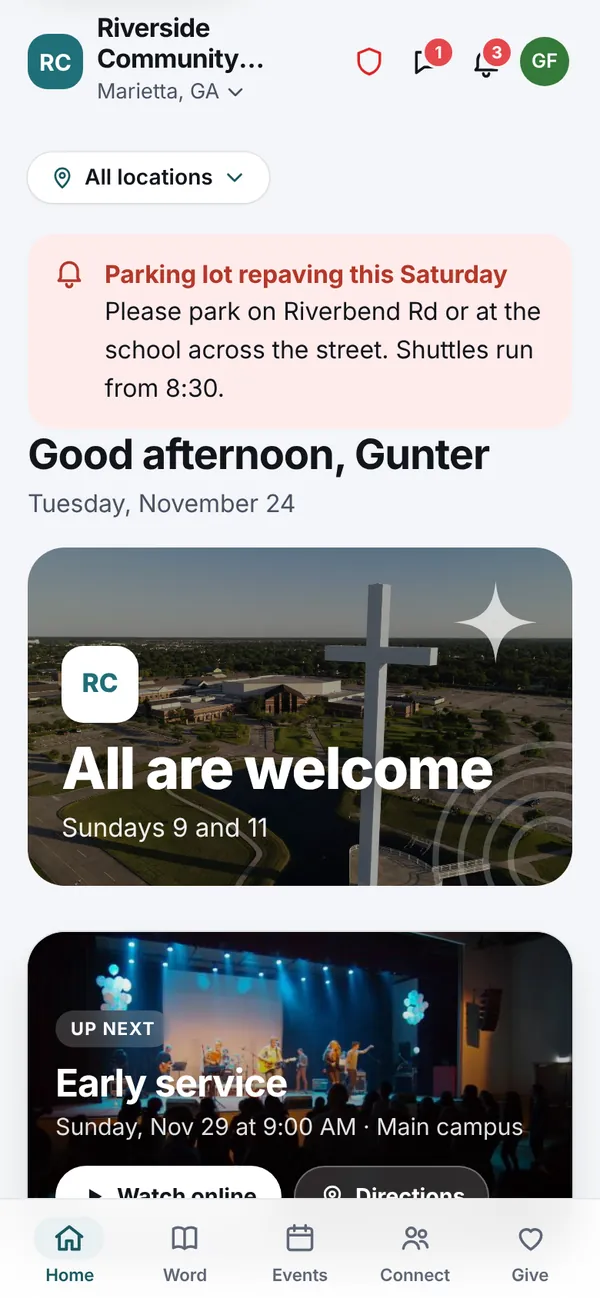 RC
Riverside
Community...
Marietta, GA
1
3
GF
All locations
Parking lot repaving this Saturday
Please park on Riverbend Rd or at the
school across the street. Shuttles run
from 8:30.
Good afternoon, Gunter
Tuesday, November 24
RC
All are welcome
Sundays 9 and 11
UP NEXT
Early service
Sunday, Nov 29 at 9:00 AM · Main campus
Watch online
Directions
Home
Word
Events
Connect
Give